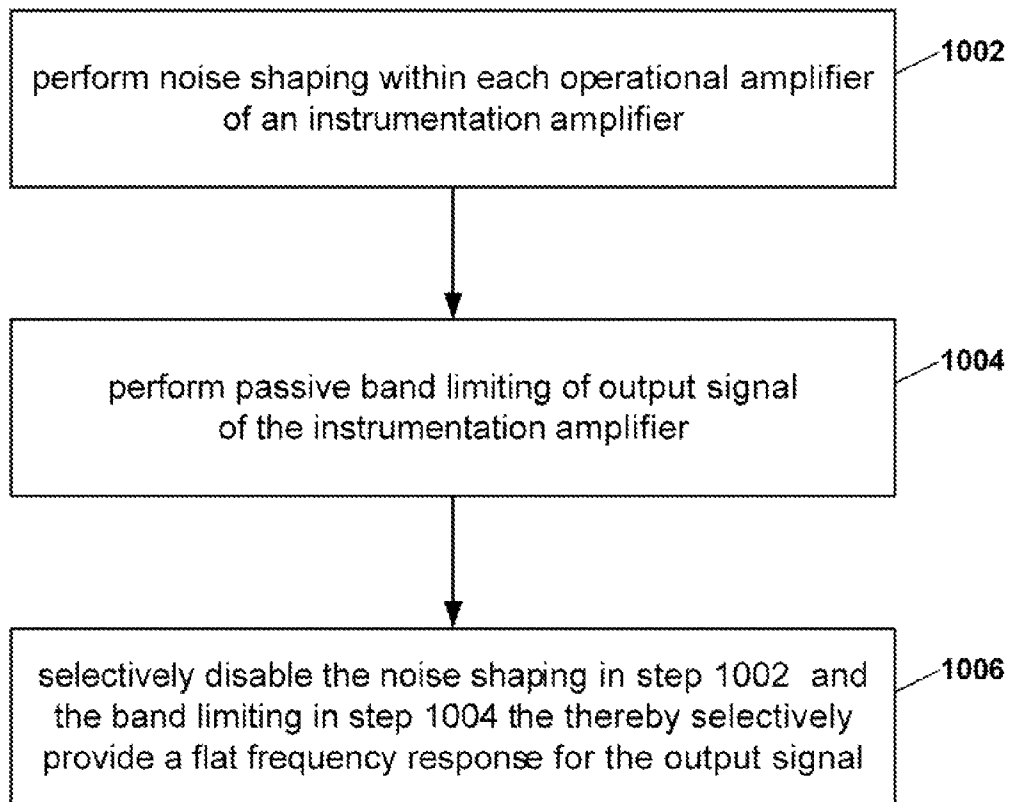 perform noise shaping within each operational amplifier
of an instrumentation amplifier
1002
perform passive band limiting of output signal
of the instrumentation amplifier
1004
selectively disable the noise shaping in step 1002 and
the band limiting in step 1004 the thereby selectively
provide a flat frequency response for the output signal
1006